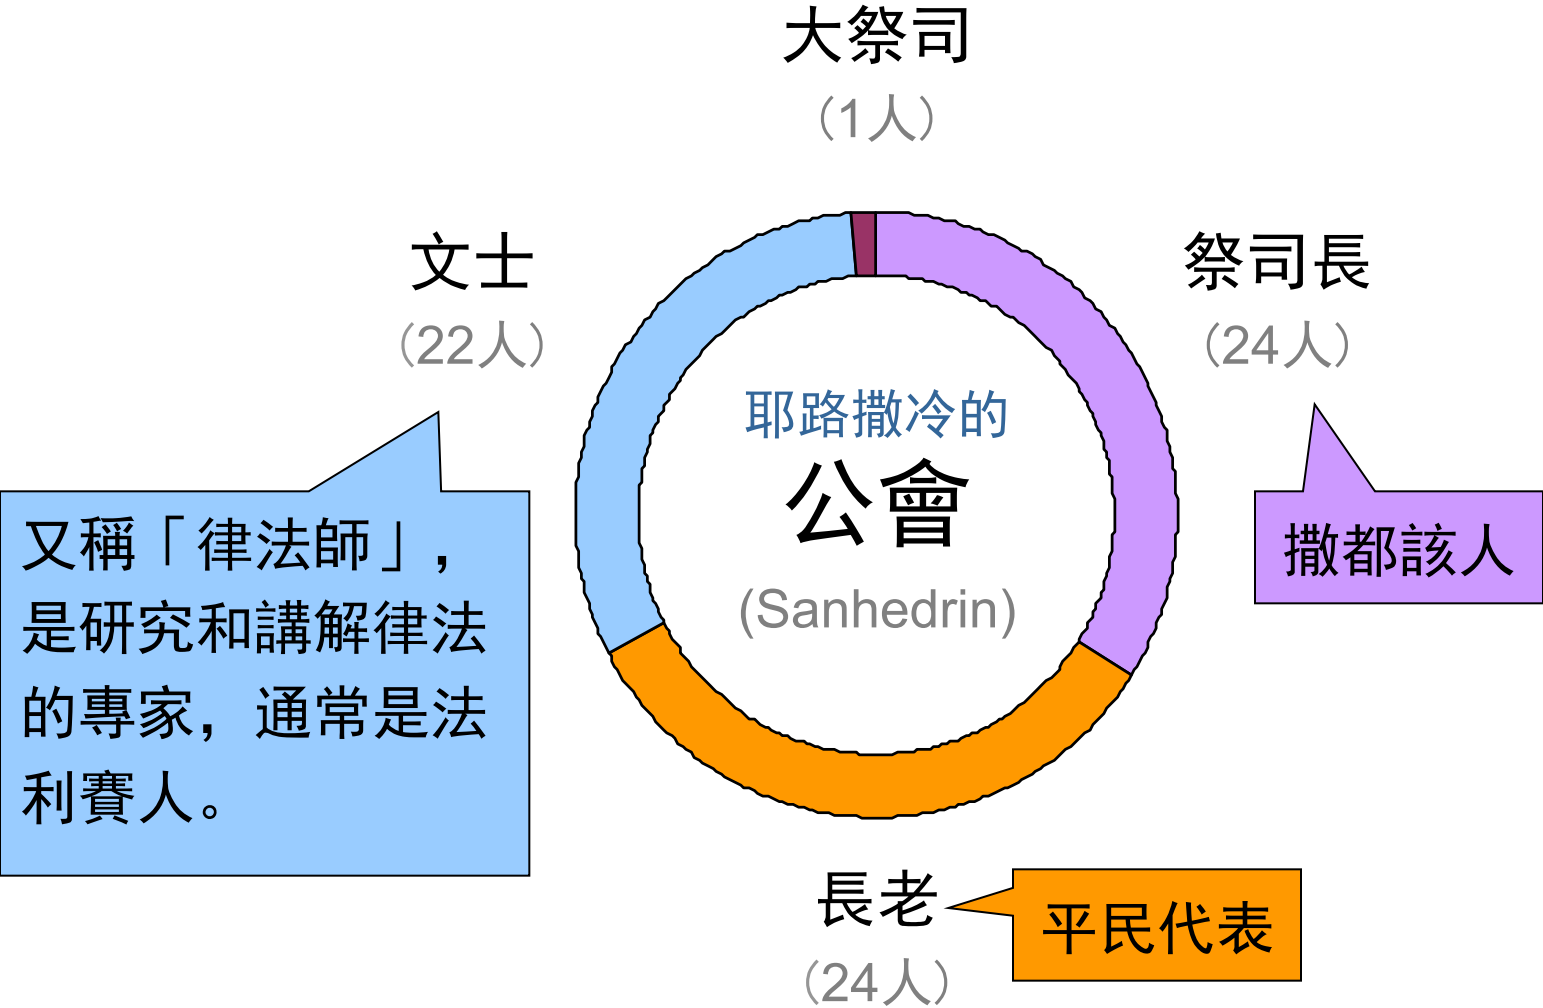 大祭司
(1人)
文士
(22人)
祭司長
(24人)
耶路撒冷的
公會
(Sanhedrin)
又稱「律法師」，
是研究和講解律法
的專家，通常是法
利賽人。
撒都該人
長老
(24人)
平民代表